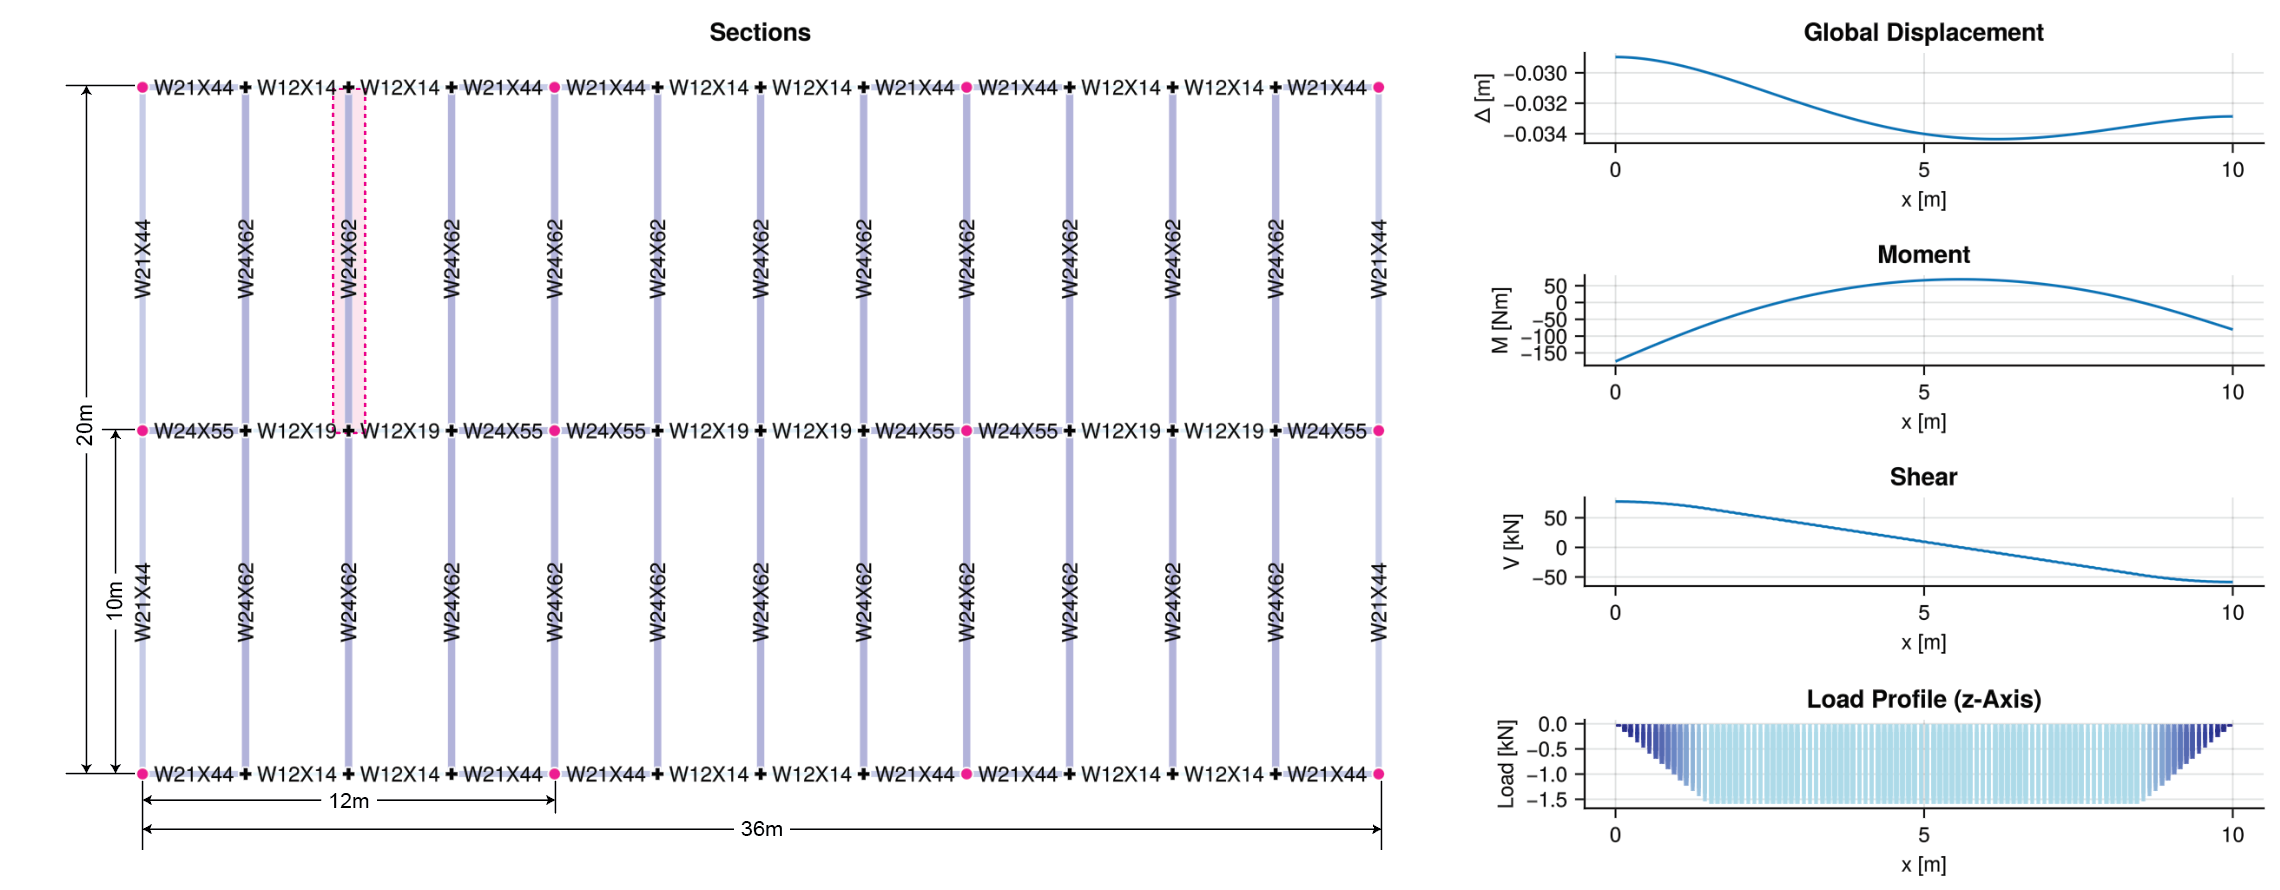 Sections
W21X44 W12X14 W12X14 W21X44 W21X44 W12X14 W12X14 W21X44 W21X44 W12X14 W12X14 W21X44
W21X44 W24X62 W24X62 W24X62 W24X62 W24X62 W24X62 W24X62 W24X62 W24X62 W24X62 W24X62 W21X44
20m
W24X55 W12X19 W12X19 W24X55 W24X55 W12X19 W12X19 W24X55 W24X55 W12X19 W12X19 W24X55
10m
W21X44 W24X62 W24X62 W24X62 W24X62 W24X62 W24X62 W24X62 W24X62 W24X62 W24X62 W24X62 W21X44
W21X44 W12X14 W12X14 W21X44 W21X44 W12X14 W12X14 W21X44 W21X44 W12X14 W12X14 W21X44
12m
36m
Global Displacement
Δ [m]
−0.030
−0.032
−0.034
0 5 10
x [m]
Moment
M [Nm]
50
0
−50
−100
−150
0 5 10
x [m]
Shear
V [kN]
50
0
−50
0 5 10
x [m]
Load Profile (z-Axis)
Load [kN]
0.0
−0.5
−1.0
−1.5
0 5 10
x [m]